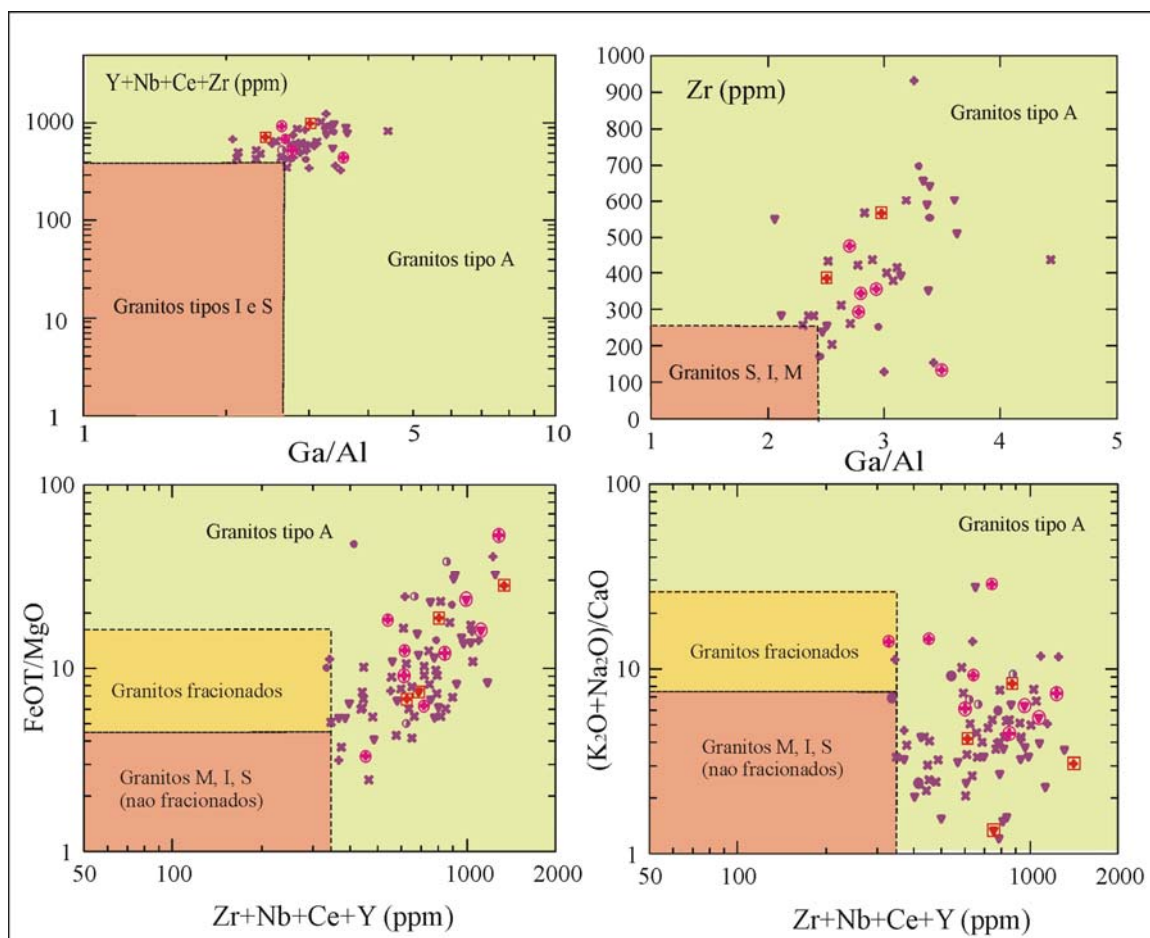 Y+Nb+Ce+Zr (ppm)
1000
100
10
1
Granitos tipo A
Granitos tipos I e S
1
5
10
Ga/Al
1000
900
800
700
600
500
400
300
200
100
0
Zr (ppm)
Granitos tipo A
Granitos S, I, M
1
2
3
4
5
Ga/Al
FeOT/MgO
100
10
1
Granitos tipo A
Granitos fracionados
Granitos M, I, S
(nao fracionados)
50
100
1000
2000
Zr+Nb+Ce+Y (ppm)
(K₂O+Na₂O)/CaO
100
10
1
Granitos tipo A
Granitos fracionados
Granitos M, I, S
(nao fracionados)
50
100
1000
2000
Zr+Nb+Ce+Y (ppm)